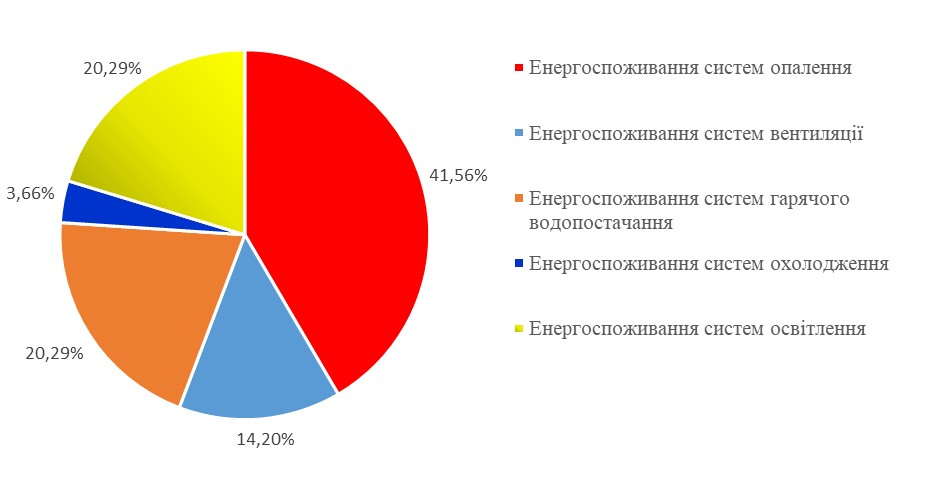 20,29%
41,56%
3,66%
20,29%
14,20%
Енергоспоживання систем опалення
Енергоспоживання систем вентиляції
Енергоспоживання систем гарячого
водопостачання
Енергоспоживання систем охолодження
Енергоспоживання систем освітлення